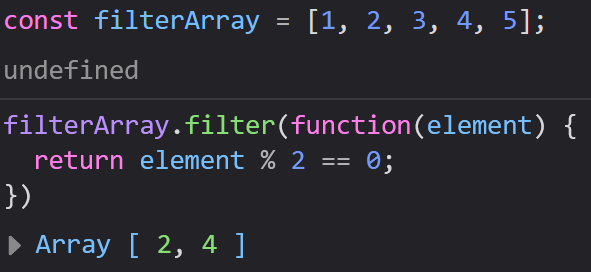 const filterArray = [1, 2, 3, 4, 5];
undefined
filterArray.filter(function(element) {
  return element % 2 == 0;
})
▶ Array [ 2, 4 ]